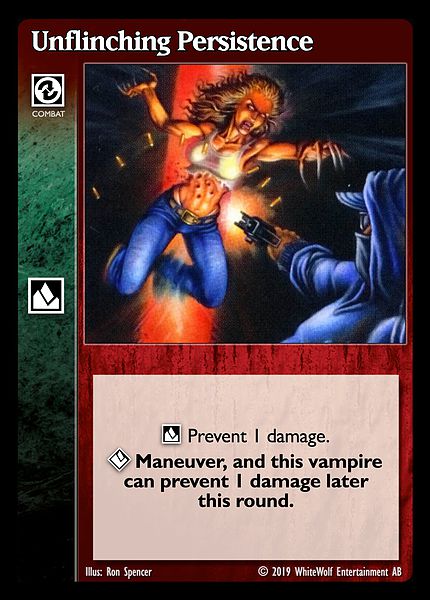 Unflinching Persistence
COMBAT
Prevent 1 damage.
Maneuver, and this vampire
can prevent 1 damage later
this round.
Illus: Ron Spencer
© 2019 WhiteWolf Entertainment AB